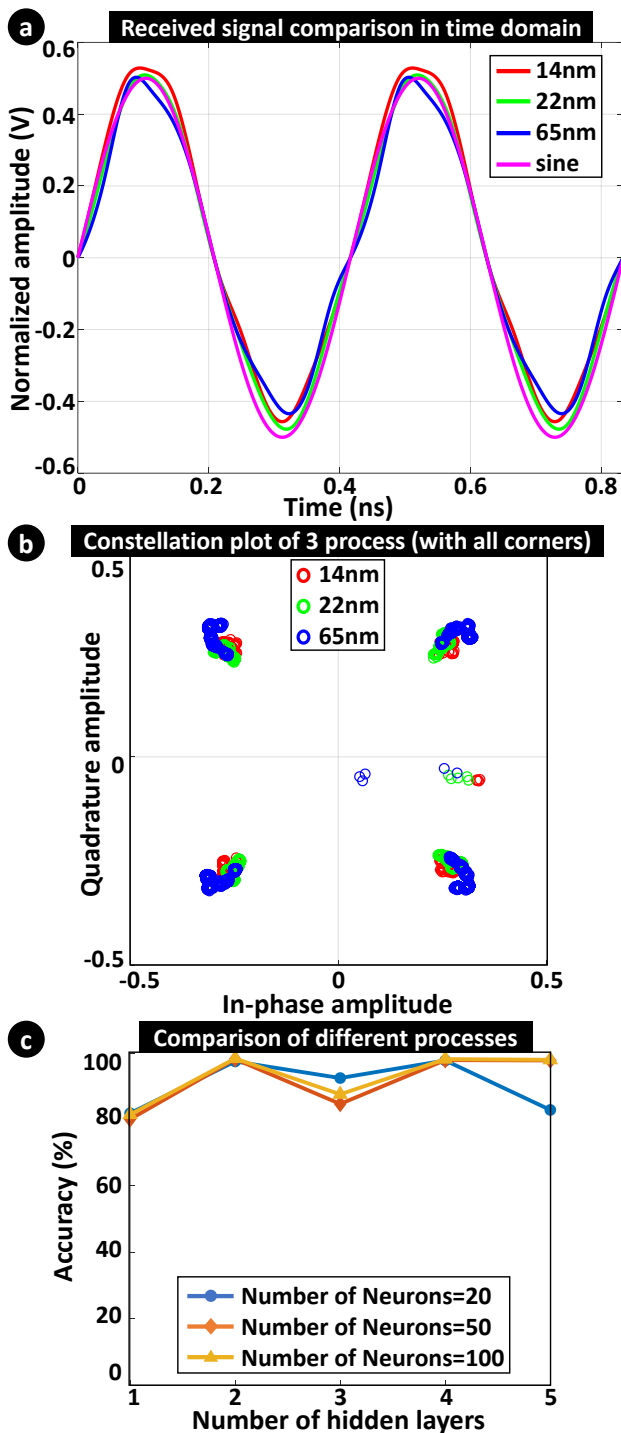 a
Received signal comparison in time domain
0.6
0.4
0.2
0
-0.2
-0.4
-0.6
Normalized amplitude (V)
14nm
22nm
65nm
sine
0 0.2 0.4 0.6 0.8
Time (ns)
b
Constellation plot of 3 process (with all corners)
0.5
0
-0.5
Quadrature amplitude
14nm
22nm
65nm
-0.5 0 0.5
In-phase amplitude
c
Comparison of different processes
100
80
60
40
20
0
Accuracy (%)
Number of Neurons=20
Number of Neurons=50
Number of Neurons=100
1 2 3 4 5
Number of hidden layers